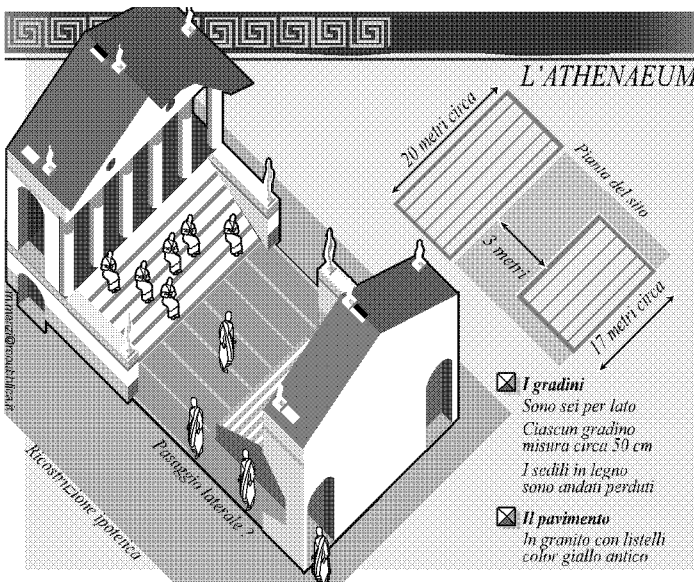 L'ATHENAEUM
20 metri circa
Pianta del sito
3 metri
17 metri circa
I gradini
Sono sei per lato
Ciascun gradino
misura circa 50 cm
I sedili in legno
sono andati perduti
Il pavimento
In granito con listelli
color giallo antico
Passaggio laterale ?
Ricostrizione ipotetica